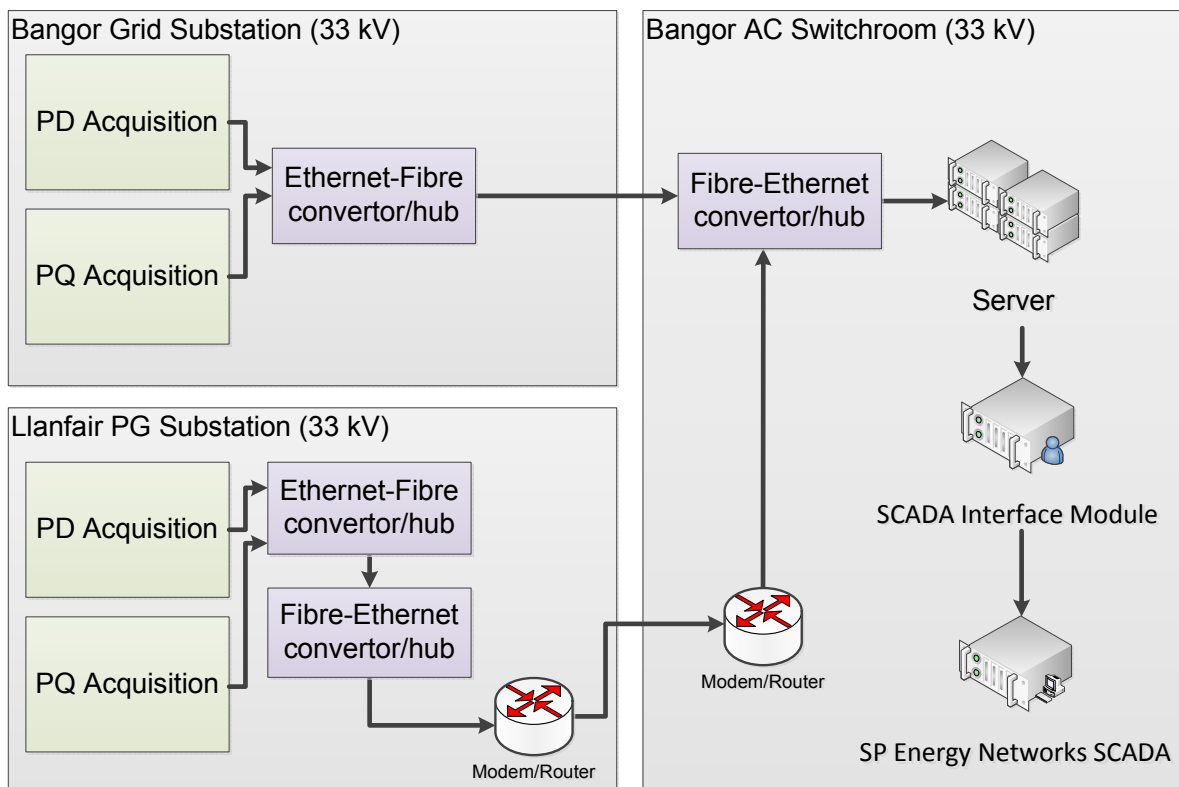 Bangor Grid Substation (33 kV)
PD Acquisition
PQ Acquisition
Ethernet-Fibre
convertor/hub
Llanfair PG Substation (33 kV)
PD Acquisition
PQ Acquisition
Ethernet-Fibre
convertor/hub
Fibre-Ethernet
convertor/hub
Modem/Router
Bangor AC Switchroom (33 kV)
Fibre-Ethernet
convertor/hub
Server
SCADA Interface Module
Modem/Router
SP Energy Networks SCADA